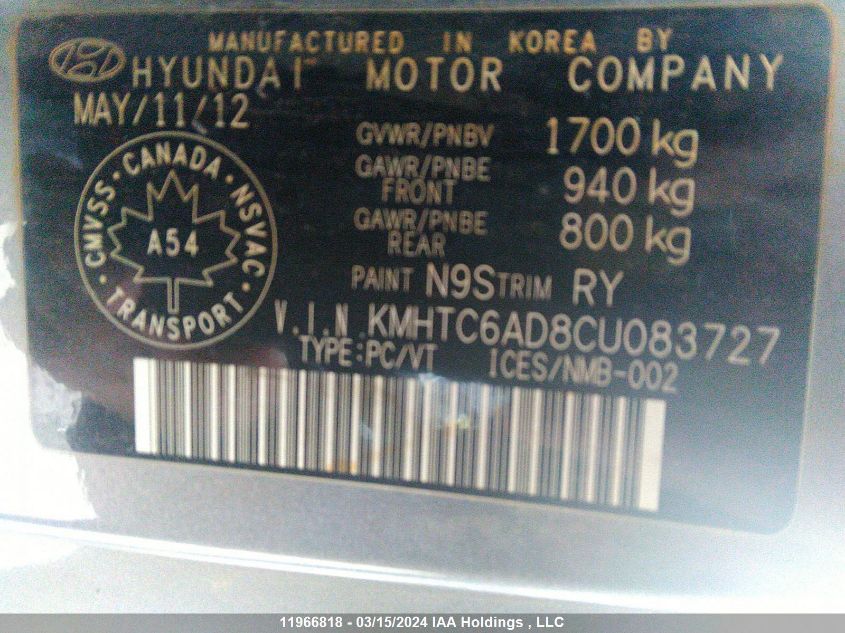 MANUFACTURED IN KOREA BY
HYUNDAI MOTOR COMPANY
MAY/11/12
GVWR/PNBV 1700 kg
GAWR/PNBE FRONT 940 kg
GAWR/PNBE REAR 800 kg
CMVSS · CANADA · NSVAC · TRANSPORT ·
A54
PAINT N9S TRIM RY
V.I.N KMHTC6AD8CU083727
TYPE:PC/VT ICES/NMB-002
11966818 - 03/15/2024 IAA Holdings , LLC